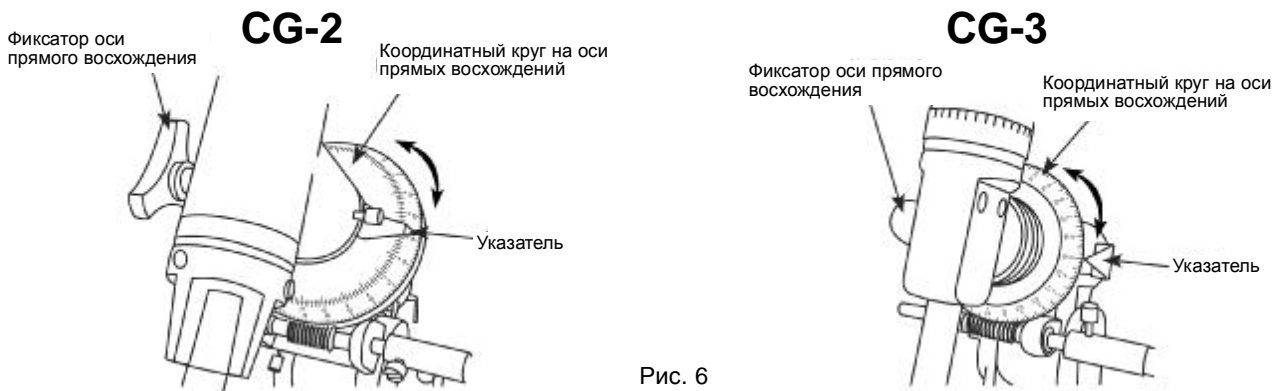 CG-2
Фиксатор оси
прямого восхождения
Координатный круг на оси
прямых восхождений
Указатель
CG-3
Фиксатор оси прямого
восхождения
Координатный круг на оси
прямых восхождений
Указатель
Рис. 6